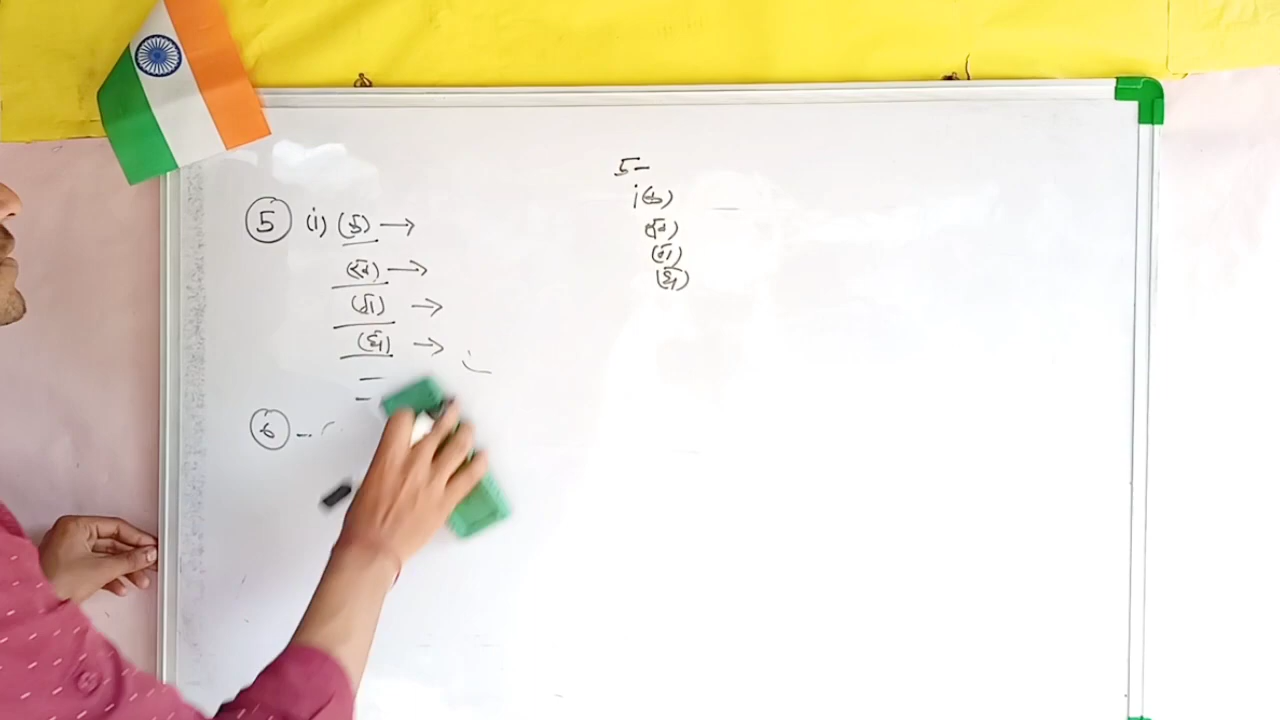 5 (i) (क) →
(ख) →
(ग) →
(घ) →
6 –
5–
i (क)
(ख)
(ग)
(घ)